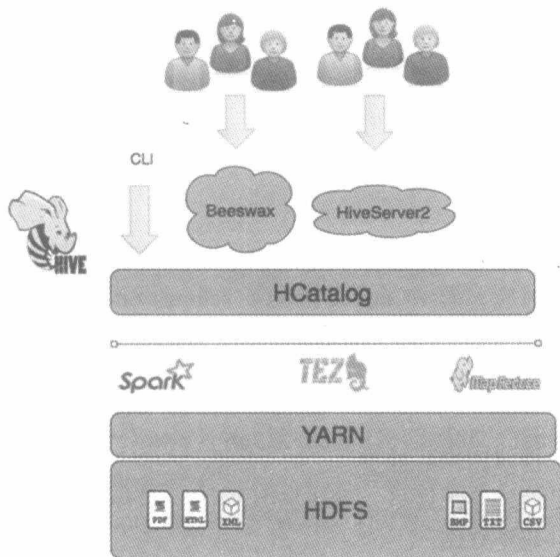 CLI
Beeswax
HiveServer2
HIVE
HCatalog
Spark
TEZ
MapReduce
YARN
HDFS
PDF
HTML
XML
BMP
TXT
CSV